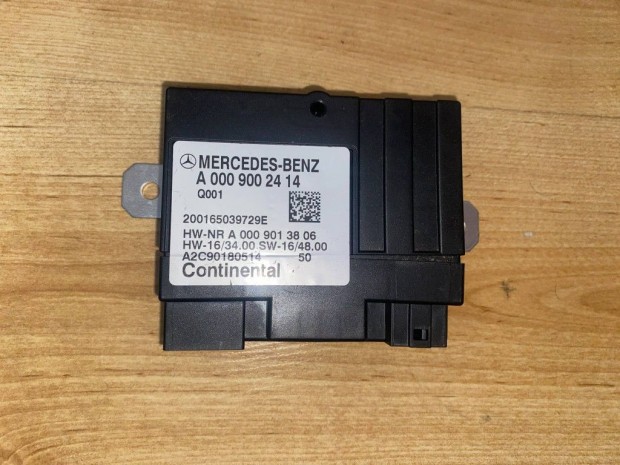 MERCEDES-BENZ
A 000 900 24 14
Q001
200165039729E
HW-NR A 000 901 38 06
HW-16/34.00 SW-16/48.00
A2C90180514 50
Continental